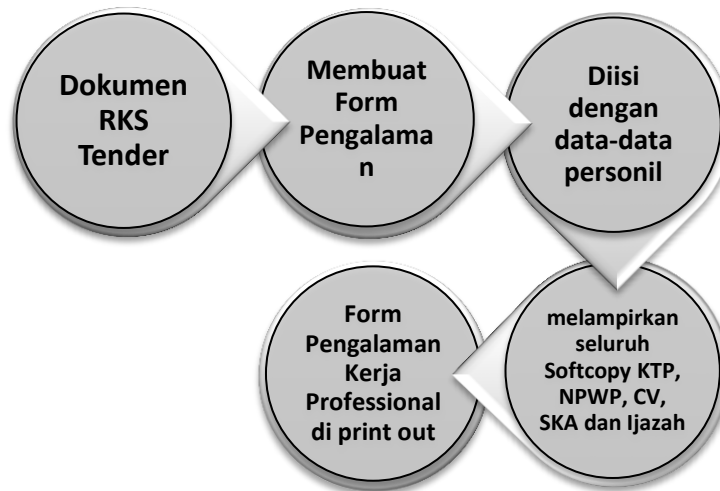 Dokumen
RKS
Tender
Membuat
Form
Pengalama
n
Diisi
dengan
data-data
personil
melampirkan
seluruh
Softcopy KTP,
NPWP, CV,
SKA dan Ijazah
Form
Pengalaman
Kerja
Professional
di print out